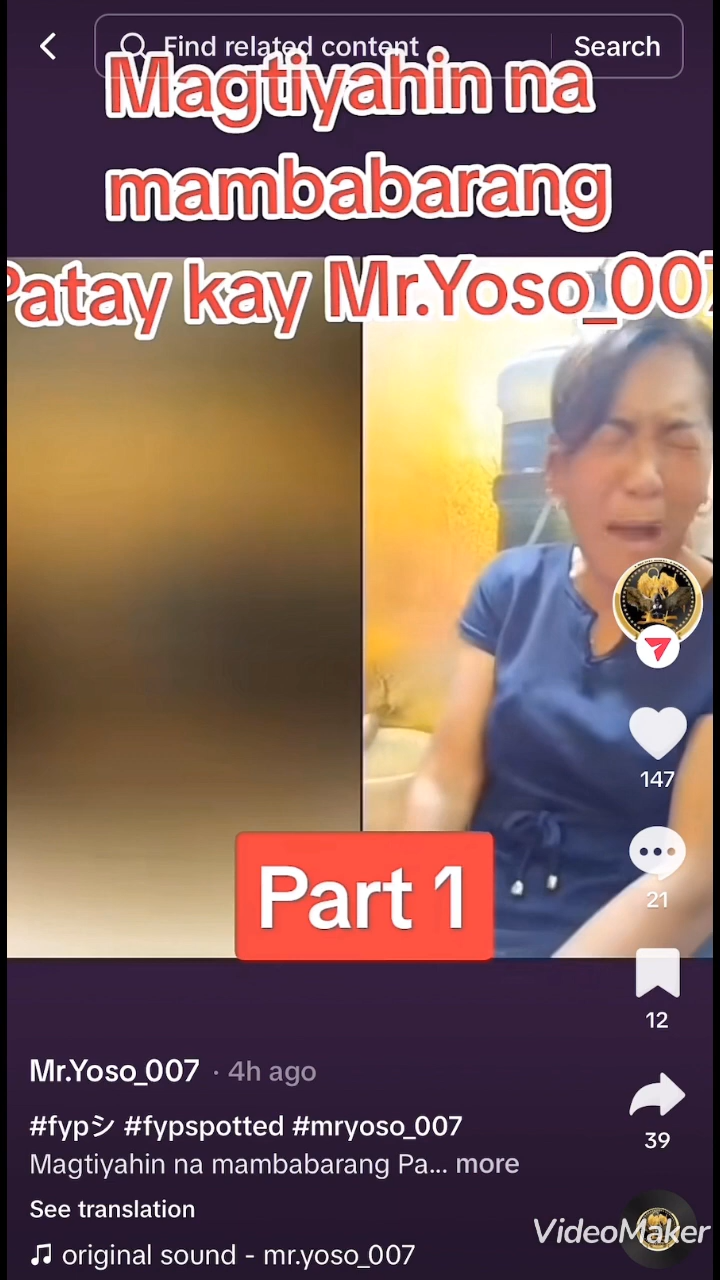 Find related content
Search
Magtiyahin na
mambabarang
Patay kay Mr.Yoso_007
147
Part 1
21
12
Mr.Yoso_007 · 4h ago
39
#fypシ #fypspotted #mryoso_007
Magtiyahin na mambabarang Pa... more
See translation
VideoMaker
original sound - mr.yoso_007